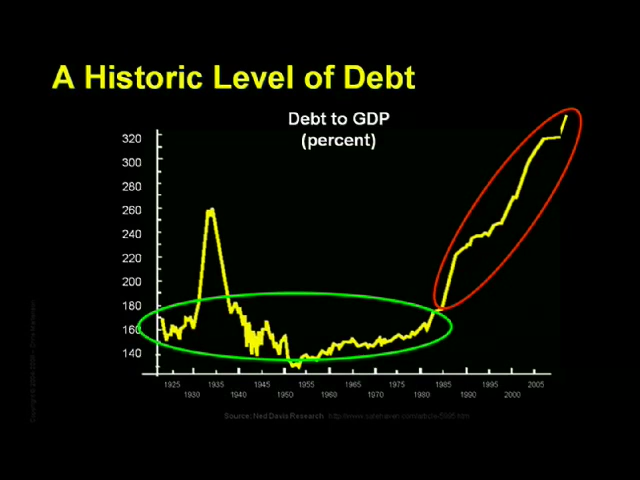 A Historic Level of Debt
Debt to GDP
(percent)
320
300
280
260
240
220
200
180
160
140
1925 1935 1945 1955 1965 1975 1985 1995 2005
1930 1940 1950 1960 1970 1980 1990 2000
Source: Ned Davis Research